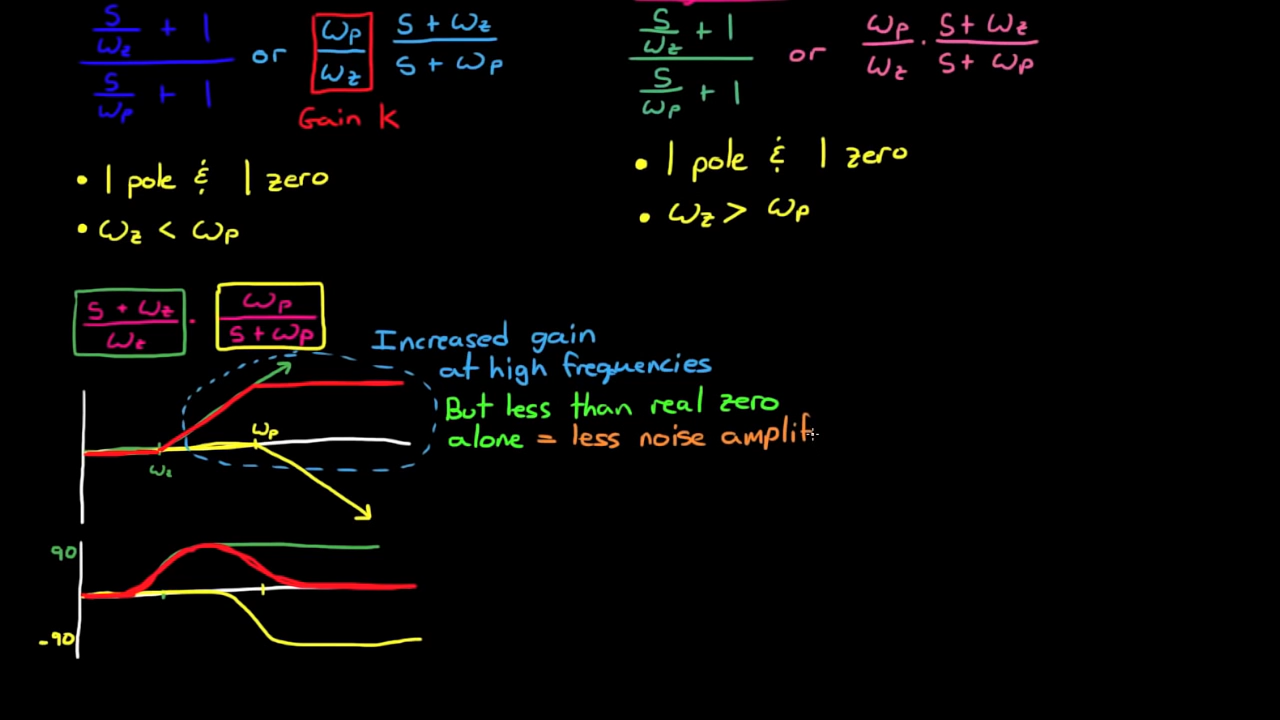 s/ωz + 1 / s/ωp + 1 or ωp/ωz s + ωz / s + ωp
Gain K
• 1 pole & 1 zero
• ωz < ωp
s/ωz + 1 / s/ωp + 1 or ωp/ωz · s + ωz / s + ωp
• 1 pole & 1 zero
• ωz > ωp
s + ωz / ωz · ωp / s + ωp
Increased gain
at high frequencies
But less than real zero
alone = less noise amplif
ωp
ωz
90
-90